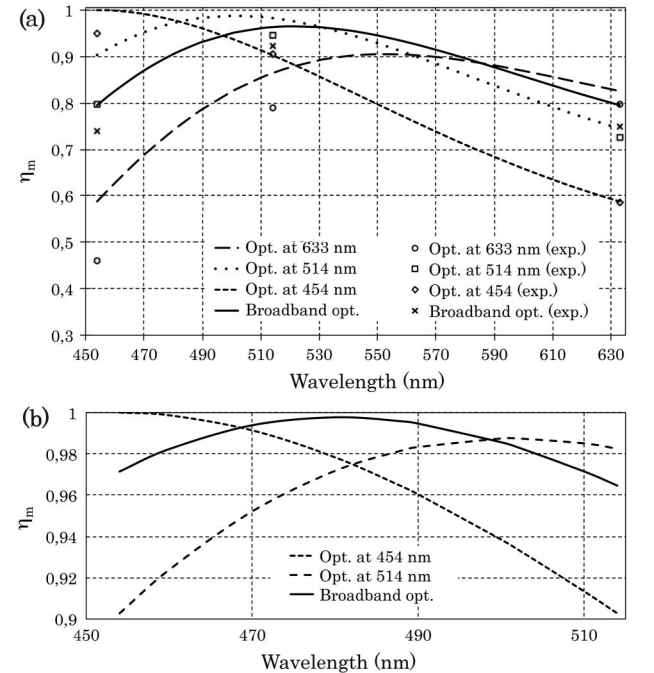 (a)
1
0,9
0,8
0,7
0,6
0,5
0,4
0,3
ηm
Opt. at 633 nm
Opt. at 514 nm
Opt. at 454 nm
Broadband opt.
Opt. at 633 nm (exp.)
Opt. at 514 nm (exp.)
Opt. at 454 (exp.)
Broadband opt. (exp.)
450 470 490 510 530 550 570 590 610 630
Wavelength (nm)
(b)
1
0,98
0,96
0,94
0,92
0,9
ηm
Opt. at 454 nm
Opt. at 514 nm
Broadband opt.
450 470 490 510
Wavelength (nm)